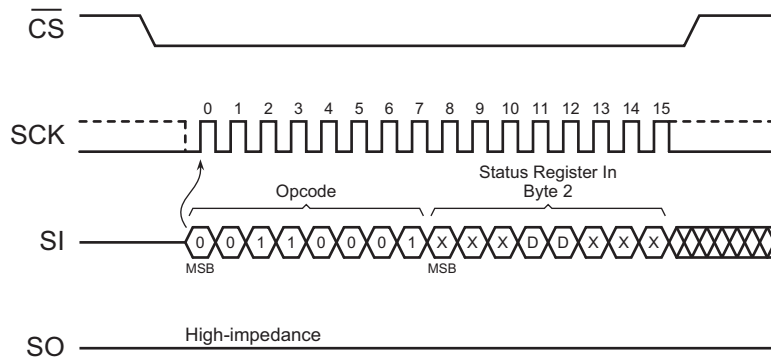 CS
0 1 2 3 4 5 6 7 8 9 10 11 12 13 14 15
SCK
Status Register In
Opcode
Byte 2
SI
0 0 1 1 0 0 0 1 X X X D D X X X
MSB MSB
High-impedance
SO